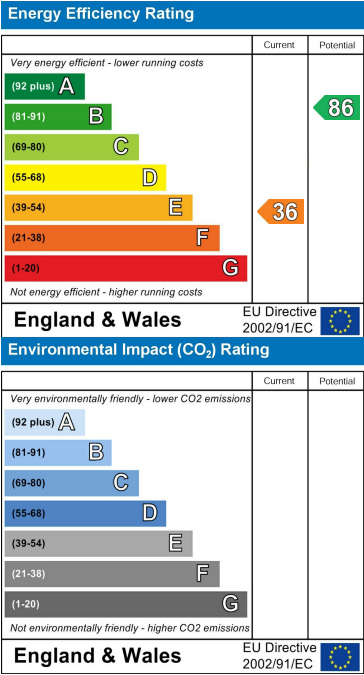 Energy Efficiency Rating
Current Potential
Very energy efficient - lower running costs
(92 plus) A
(81-91) B
86
(69-80) C
(55-68) D
(39-54) E
36
(21-38) F
(1-20) G
Not energy efficient - higher running costs
England & Wales
EU Directive
2002/91/EC
Environmental Impact (CO₂) Rating
Current Potential
Very environmentally friendly - lower CO2 emissions
(92 plus) A
(81-91) B
(69-80) C
(55-68) D
(39-54) E
(21-38) F
(1-20) G
Not environmentally friendly - higher CO2 emissions
England & Wales
EU Directive
2002/91/EC